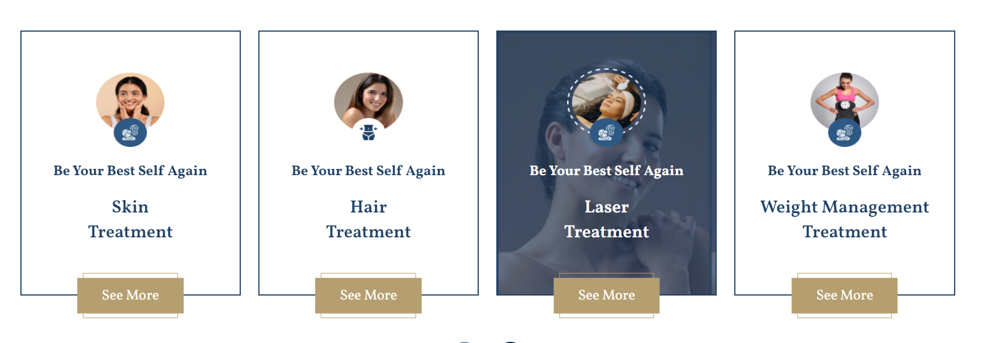 Be Your Best Self Again
Skin
Treatment
See More
Be Your Best Self Again
Hair
Treatment
See More
Be Your Best Self Again
Laser
Treatment
See More
Be Your Best Self Again
Weight Management
Treatment
See More